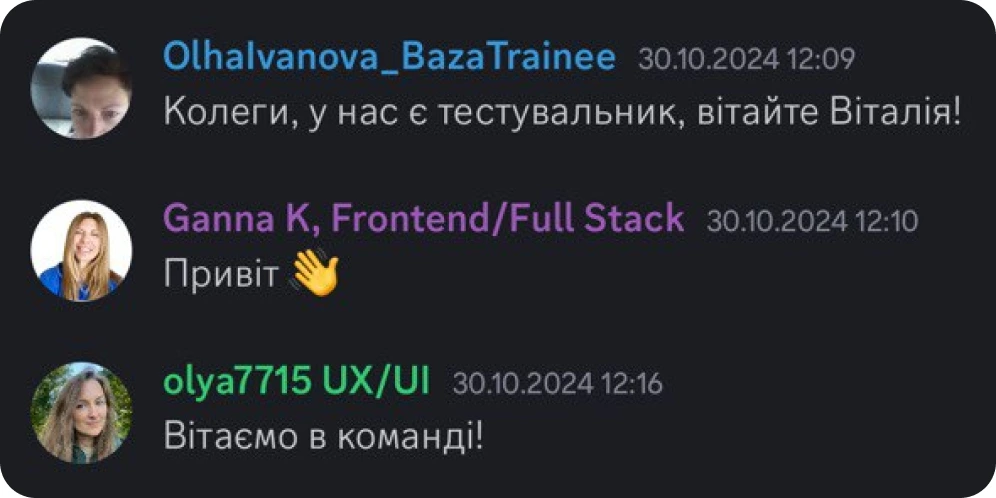 OlhaIvanova_BazaTrainee 30.10.2024 12:09
Колеги, у нас є тестувальник, вітайте Віталія!
Ganna K, Frontend/Full Stack 30.10.2024 12:10
Привіт 👋
olya7715 UX/UI 30.10.2024 12:16
Вітаємо в команді!